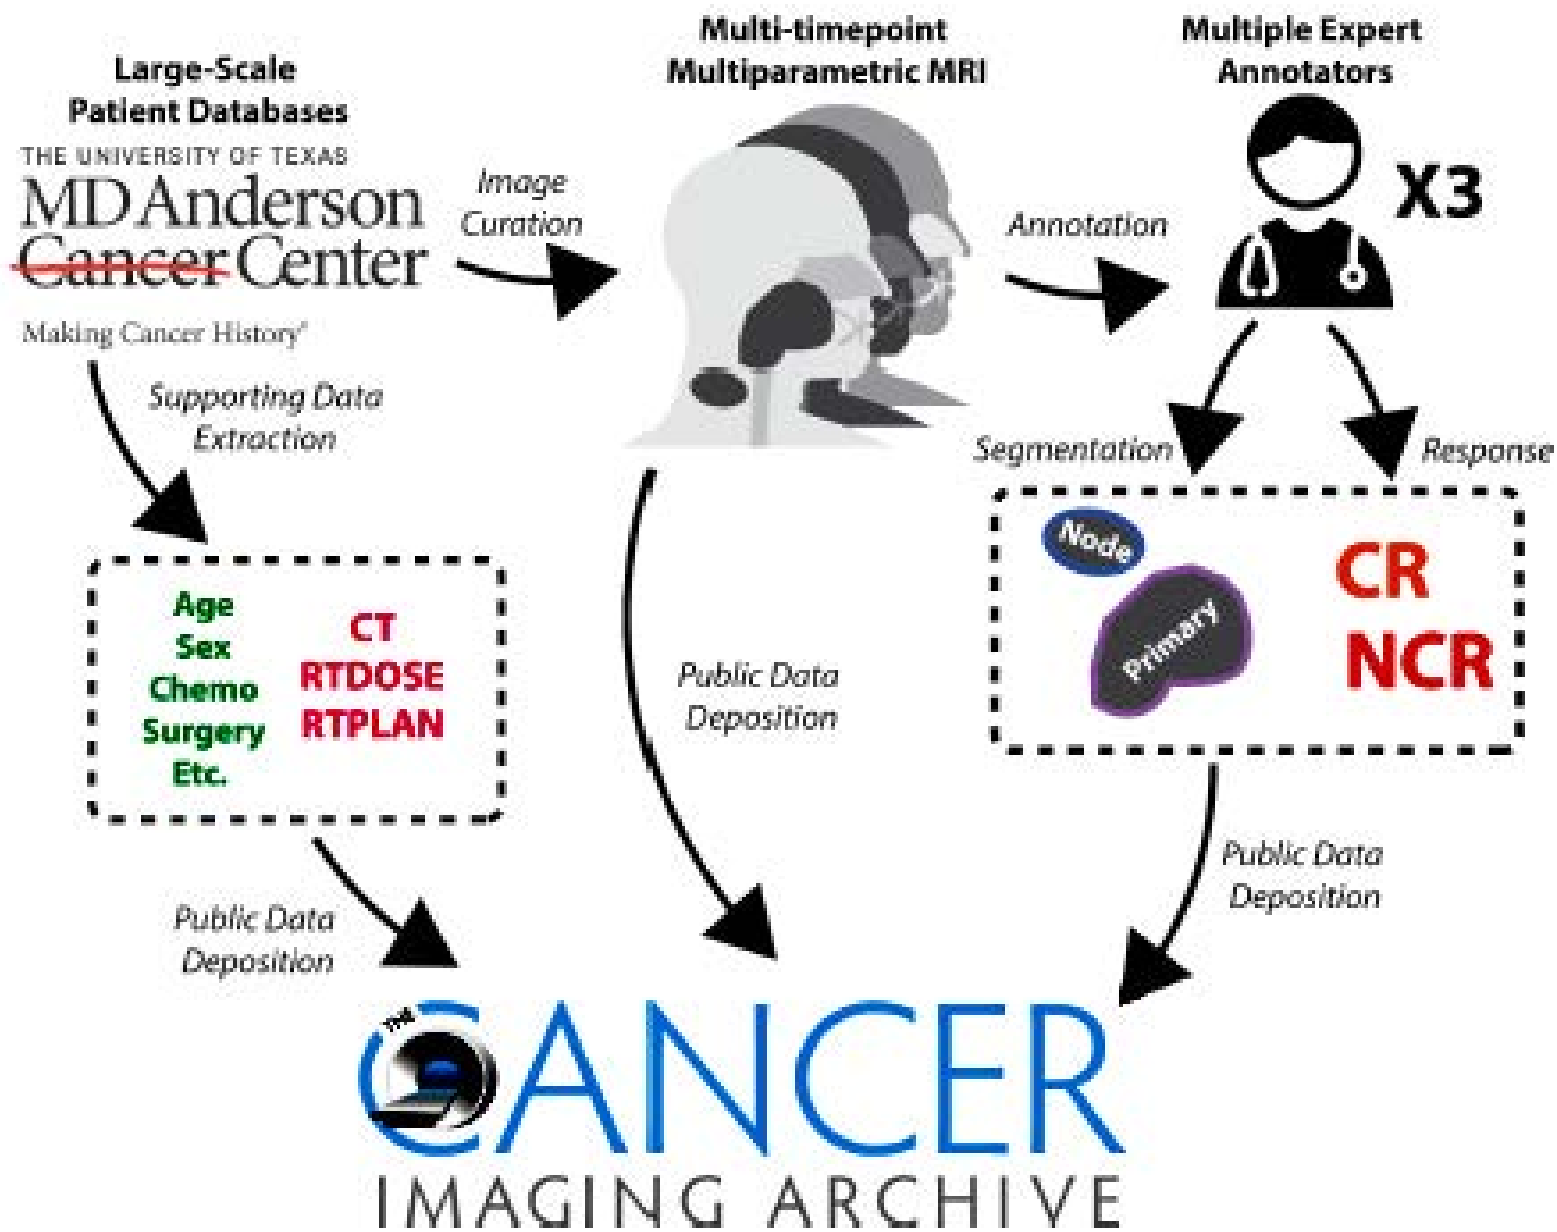 Large-Scale
Patient Databases
THE UNIVERSITY OF TEXAS
MD Anderson
Cancer Center
Making Cancer History®
Image
Curation
Multi-timepoint
Multiparametric MRI
Annotation
Multiple Expert
Annotators
X3
Supporting Data
Extraction
Segmentation
Response
Age
Sex
Chemo
Surgery
Etc.
CT
RTDOSE
RTPLAN
Public Data
Deposition
Node
Primary
CR
NCR
Public Data
Deposition
Public Data
Deposition
THE
CANCER
IMAGING ARCHIVE